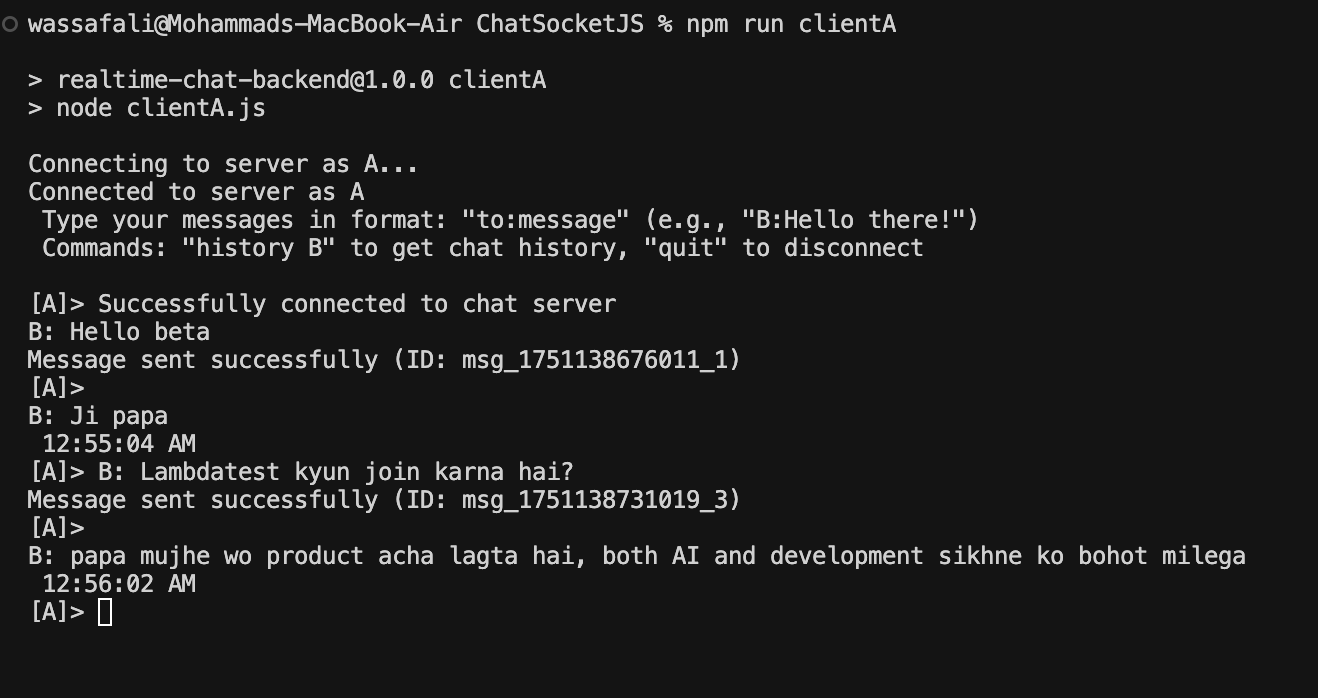 wassafali@Mohammads-MacBook-Air ChatSocketJS % npm run clientA
> realtime-chat-backend@1.0.0 clientA
> node clientA.js
Connecting to server as A...
Connected to server as A
Type your messages in format: "to:message" (e.g., "B:Hello there!")
Commands: "history B" to get chat history, "quit" to disconnect
[A]> Successfully connected to chat server
B: Hello beta
Message sent successfully (ID: msg_1751138676011_1)
[A]>
B: Ji papa
12:55:04 AM
[A]> B: Lambdatest kyun join karna hai?
Message sent successfully (ID: msg_1751138731019_3)
[A]>
B: papa mujhe wo product acha lagta hai, both AI and development sikhne ko bohot milega
12:56:02 AM
[A]>